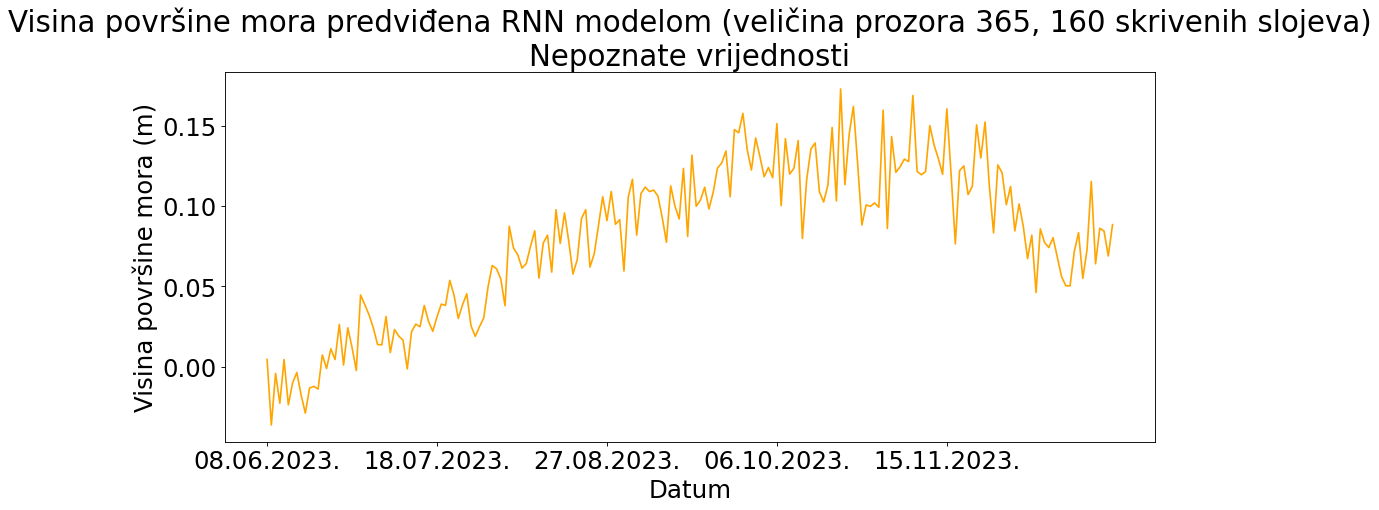 Visina površine mora predviđena RNN modelom (veličina prozora 365, 160 skrivenih slojeva)
Nepoznate vrijednosti
Visina površine mora (m)
0.15
0.10
0.05
0.00
08.06.2023. 18.07.2023. 27.08.2023. 06.10.2023. 15.11.2023.
Datum